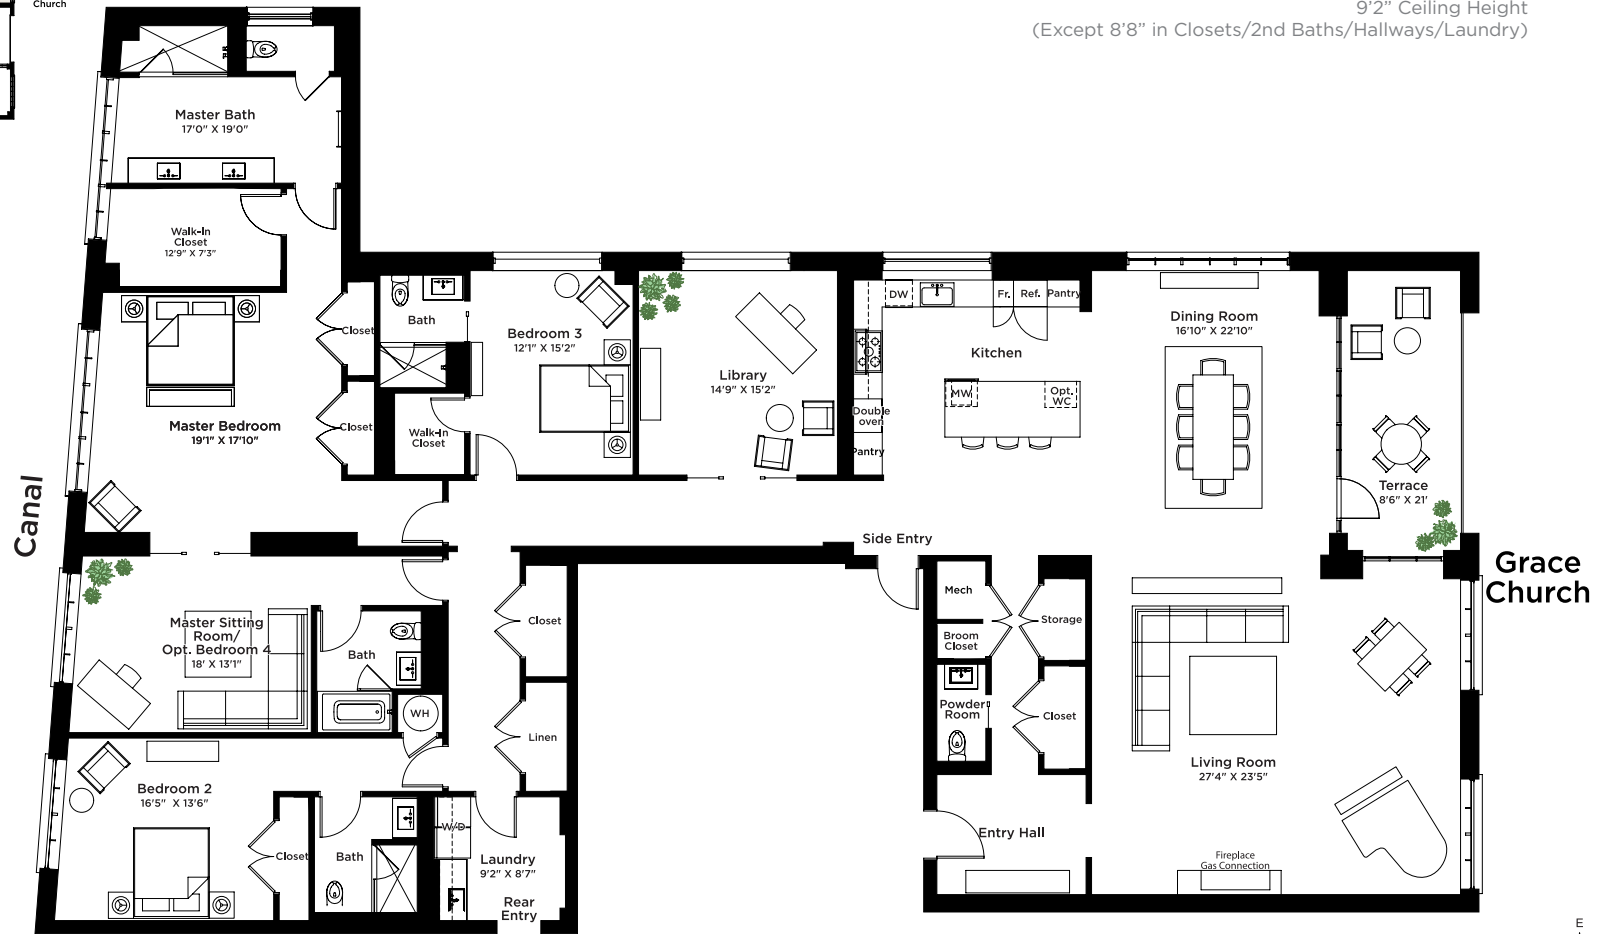 Church
9'2" Ceiling Height
(Except 8'8" in Closets/2nd Baths/Hallways/Laundry)
Master Bath
17'0" X 19'0"
Walk-In
Closet
12'9" X 7'3"
Closet
Closet
Master Bedroom
19'1" X 17'10"
Bath
Walk-In
Closet
Bedroom 3
12'1" X 15'2"
Library
14'9" X 15'2"
DW
Fr.
Ref.
Pantry
Kitchen
MW
Opt.
WC
Double
oven
Pantry
Dining Room
16'10" X 22'10"
Terrace
8'6" X 21'
Canal
Side Entry
Grace
Church
Master Sitting
Room/
Opt. Bedroom 4
18' X 13'1"
Bath
WH
Closet
Linen
Mech
Broom
Closet
Storage
Powder
Room
Closet
Living Room
27'4" X 23'5"
Bedroom 2
16'5" X 13'6"
Closet
Bath
W/D
Laundry
9'2" X 8'7"
Rear
Entry
Entry Hall
Fireplace
Gas Connection
E